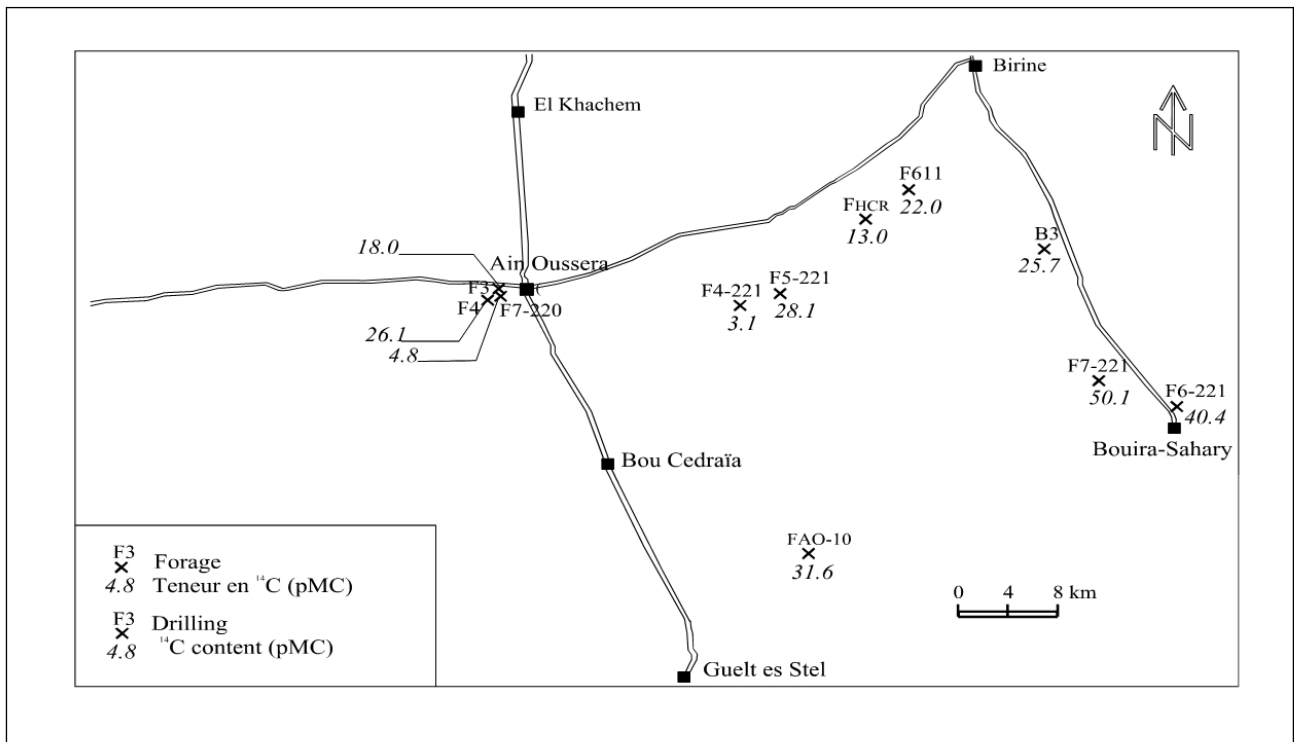 Birine
El Khachem
N
F611
22.0
FHCR
13.0
B3
25.7
18.0
Ain Oussera
F3
F4
F7-220
26.1
4.8
F4-221
3.1
F5-221
28.1
F7-221
50.1
F6-221
40.4
Bouira-Sahary
Bou Cedraïa
FAO-10
31.6
0 4 8 km
Guelt es Stel
F3
Forage
4.8 Teneur en ¹⁴C (pMC)
F3
Drilling
4.8 ¹⁴C content (pMC)